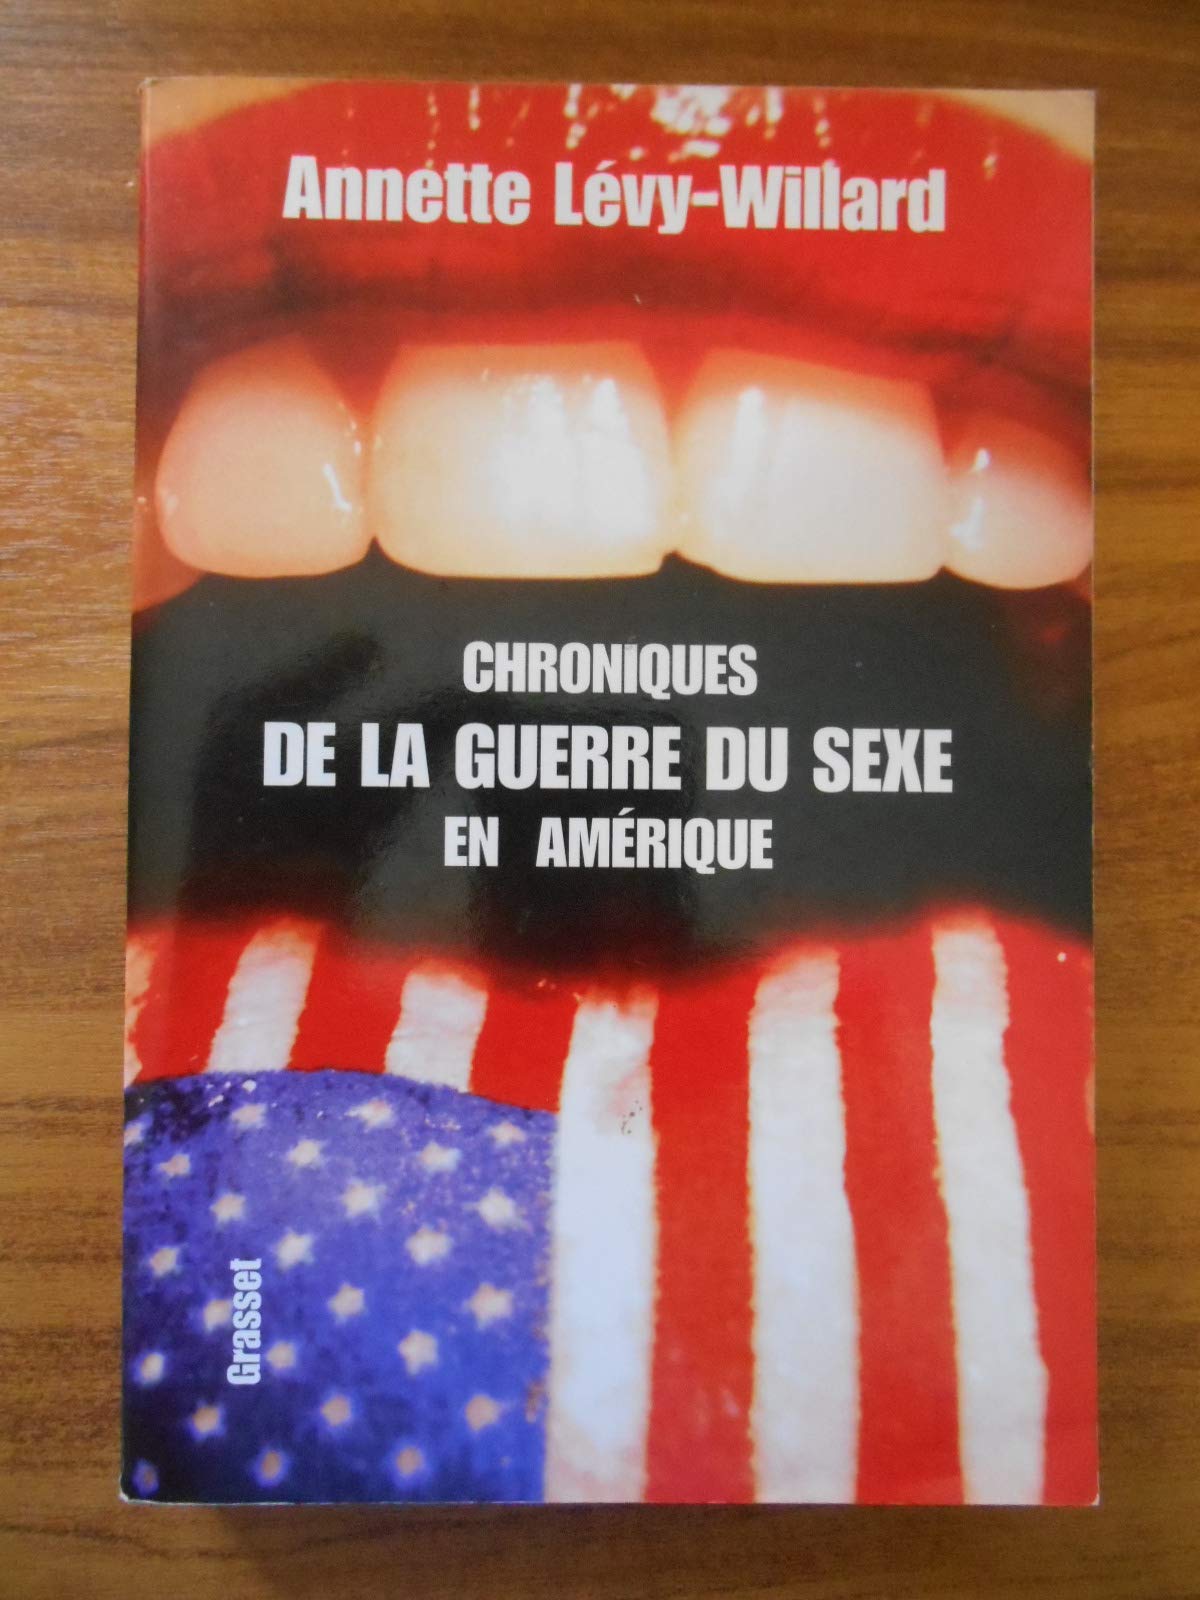 Annette Lévy-Willard
CHRONIQUES
DE LA GUERRE DU SEXE
EN AMÉRIQUE
Grasset